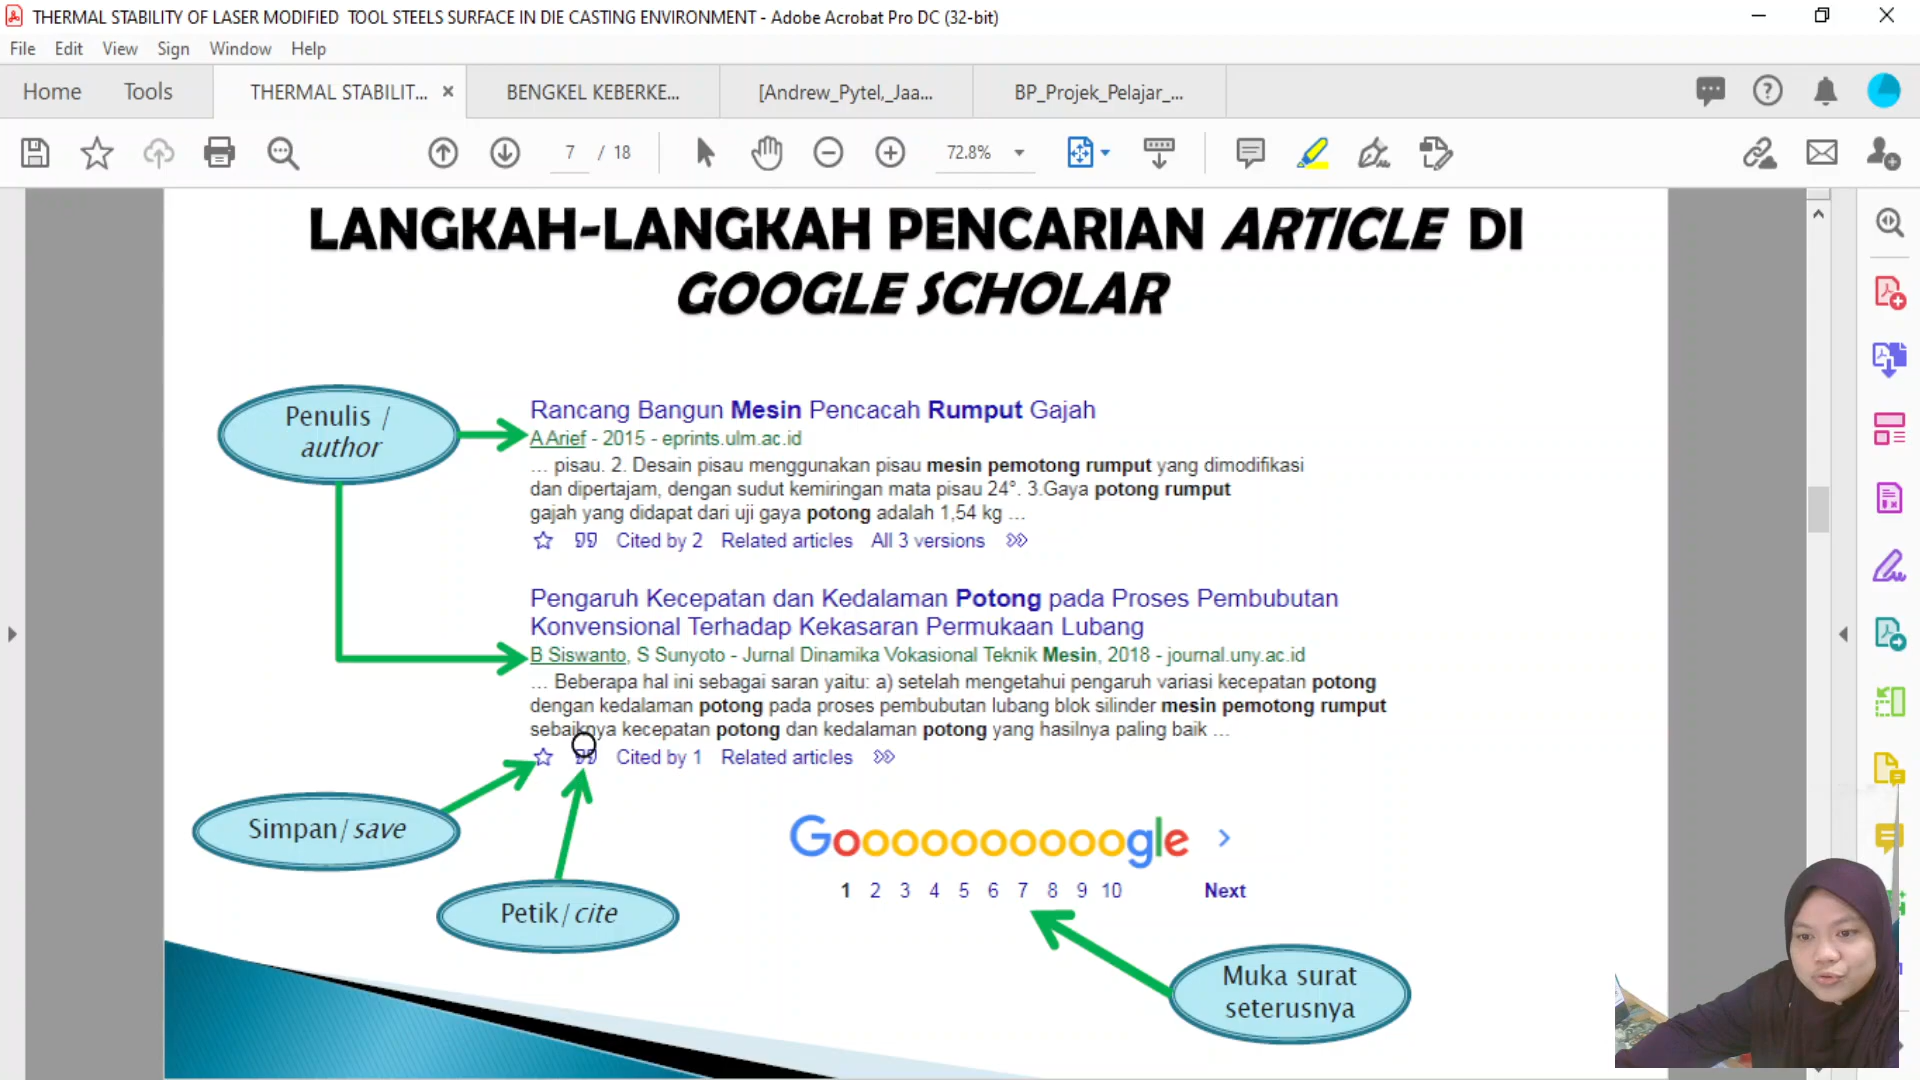 THERMAL STABILITY OF LASER MODIFIED  TOOL STEELS SURFACE IN DIE CASTING ENVIRONMENT - Adobe Acrobat Pro DC (32-bit)
File Edit View Sign Window Help
Home Tools THERMAL STABILIT... × BENGKEL KEBERKE... [Andrew_Pytel,_Jaa... BP_Projek_Pelajar_...
7 / 18 72.8%
LANGKAH-LANGKAH PENCARIAN ARTICLE DI
GOOGLE SCHOLAR
Penulis /
author
Rancang Bangun Mesin Pencacah Rumput Gajah
A Arief - 2015 - eprints.ulm.ac.id
... pisau. 2. Desain pisau menggunakan pisau mesin pemotong rumput yang dimodifikasi
dan dipertajam, dengan sudut kemiringan mata pisau 24°. 3.Gaya potong rumput
gajah yang didapat dari uji gaya potong adalah 1,54 kg ...
Cited by 2 Related articles All 3 versions
Pengaruh Kecepatan dan Kedalaman Potong pada Proses Pembubutan
Konvensional Terhadap Kekasaran Permukaan Lubang
B Siswanto, S Sunyoto - Jurnal Dinamika Vokasional Teknik Mesin, 2018 - journal.uny.ac.id
... Beberapa hal ini sebagai saran yaitu: a) setelah mengetahui pengaruh variasi kecepatan potong
dengan kedalaman potong pada proses pembubutan lubang blok silinder mesin pemotong rumput
sebaiknya kecepatan potong dan kedalaman potong yang hasilnya paling baik ...
Cited by 1 Related articles
Simpan/save
Petik/cite
Goooooooooogle
1 2 3 4 5 6 7 8 9 10 Next
Muka surat
seterusnya